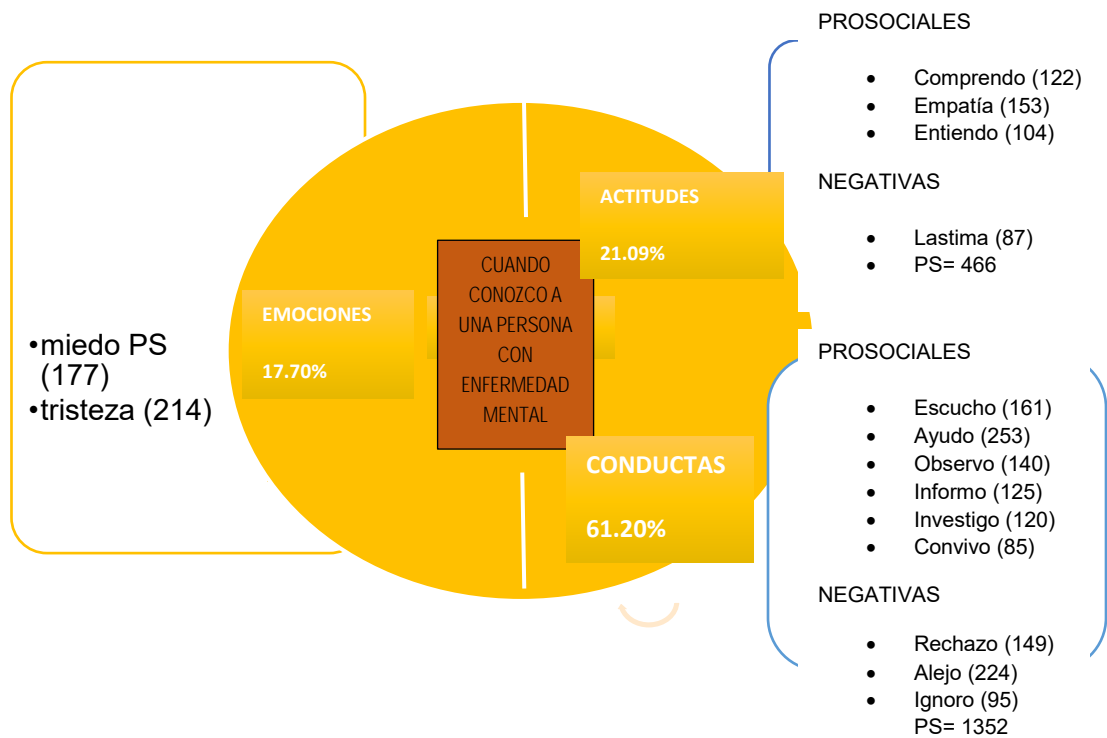 •miedo PS
(177)
•tristeza (214)
EMOCIONES
17.70%
CUANDO
CONOZCO A
UNA PERSONA
CON
ENFERMEDAD
MENTAL
ACTITUDES
21.09%
CONDUCTAS
61.20%
PROSOCIALES
• Comprendo (122)
• Empatía (153)
• Entiendo (104)
NEGATIVAS
• Lastima (87)
• PS= 466
PROSOCIALES
• Escucho (161)
• Ayudo (253)
• Observo (140)
• Informo (125)
• Investigo (120)
• Convivo (85)
NEGATIVAS
• Rechazo (149)
• Alejo (224)
• Ignoro (95)
PS= 1352